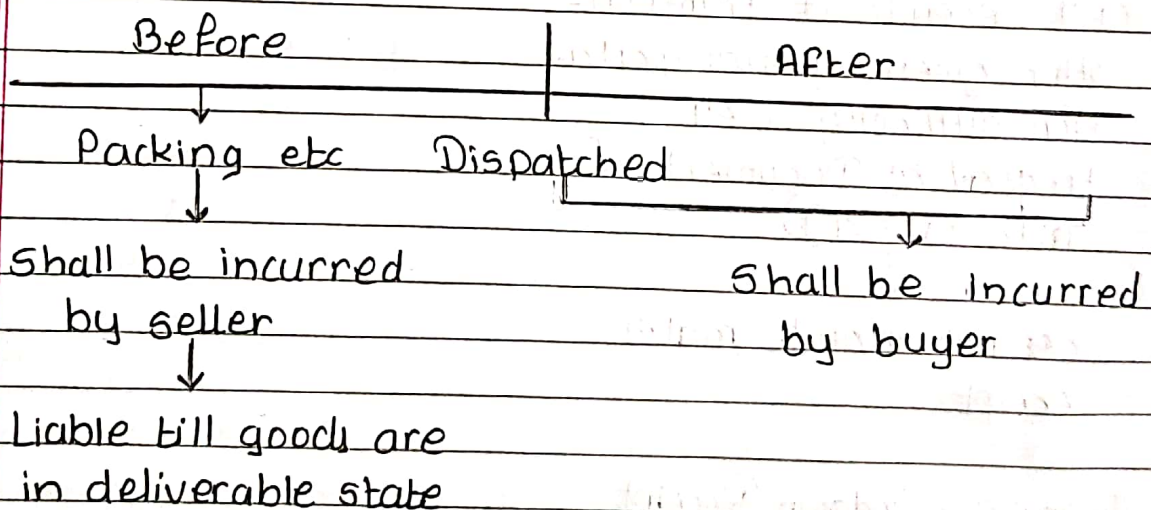 Before
After
Packing etc
Dispatched
Shall be incurred
by seller
Shall be incurred
by buyer
Liable till goods are
in deliverable state